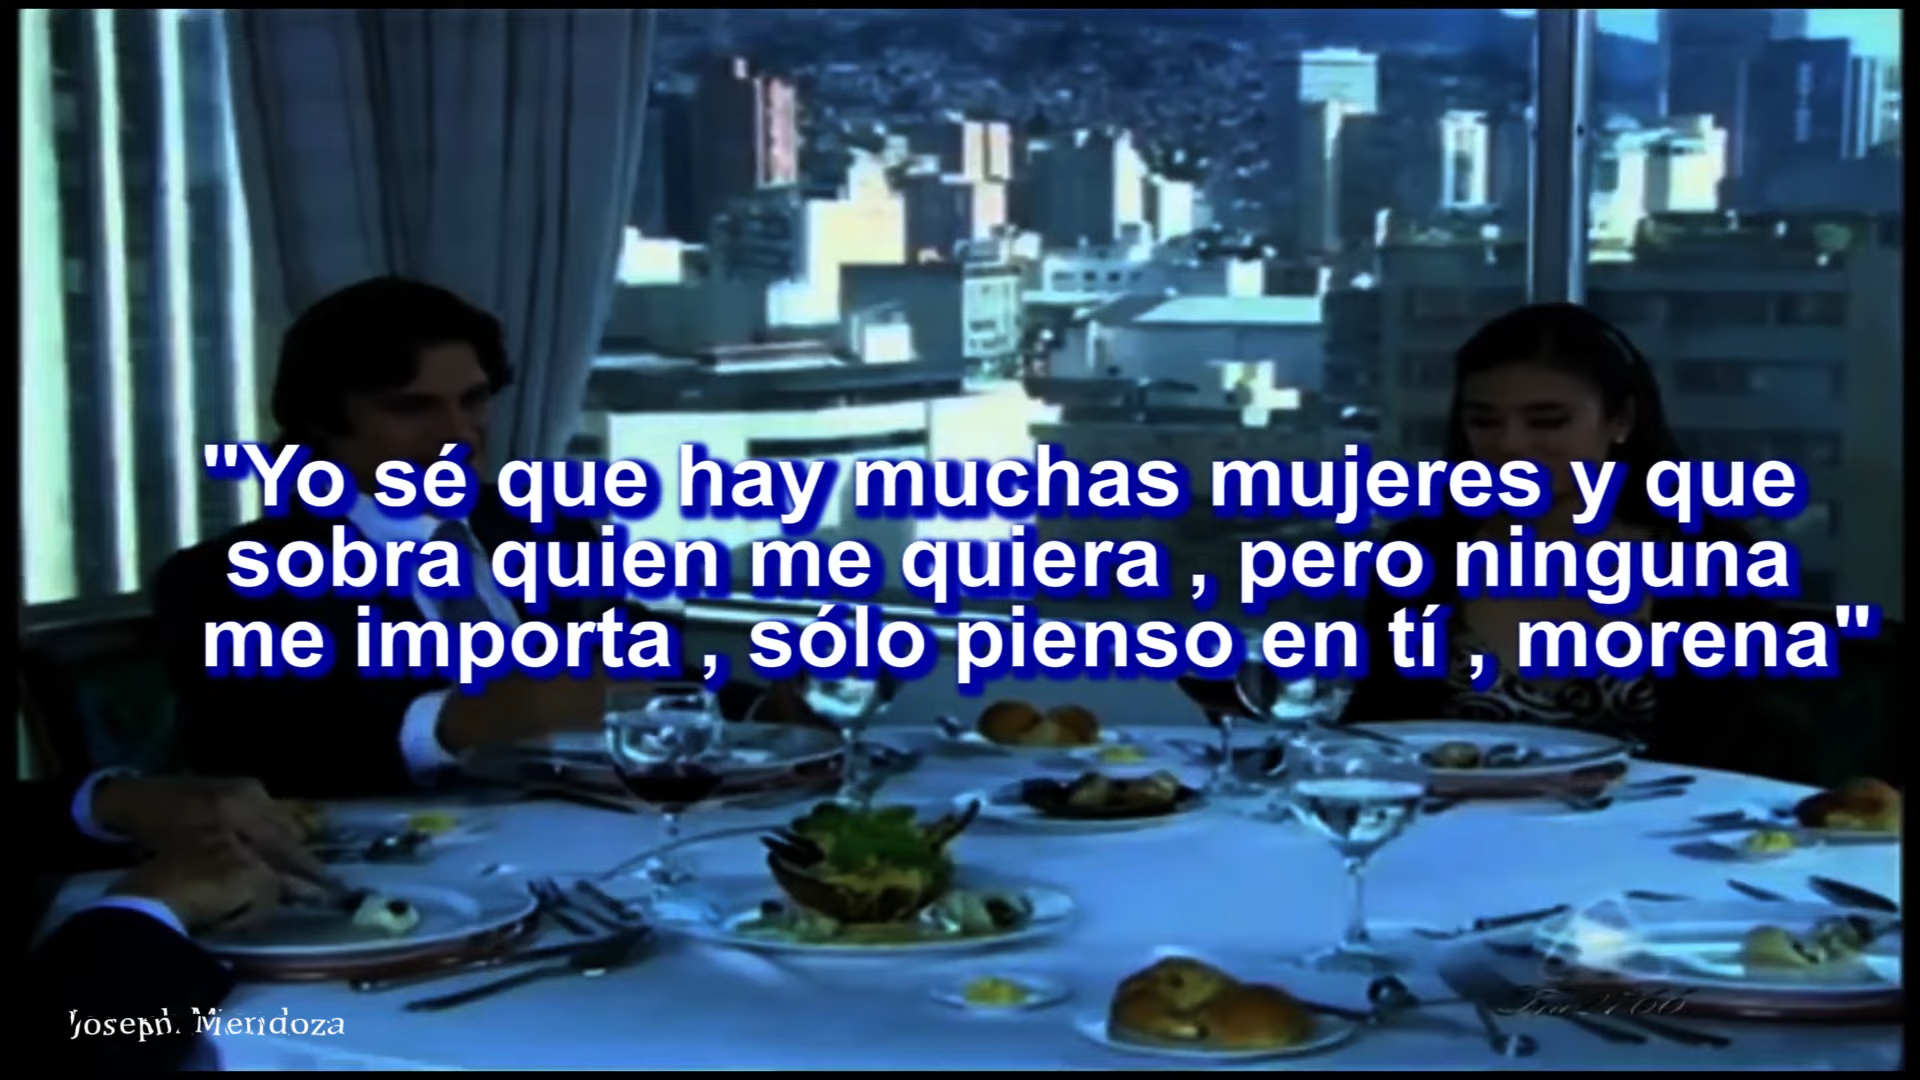 "Yo sé que hay muchas mujeres y que
sobra quien me quiera , pero ninguna
me importa , sólo pienso en tí , morena"
Joseph. Mendoza